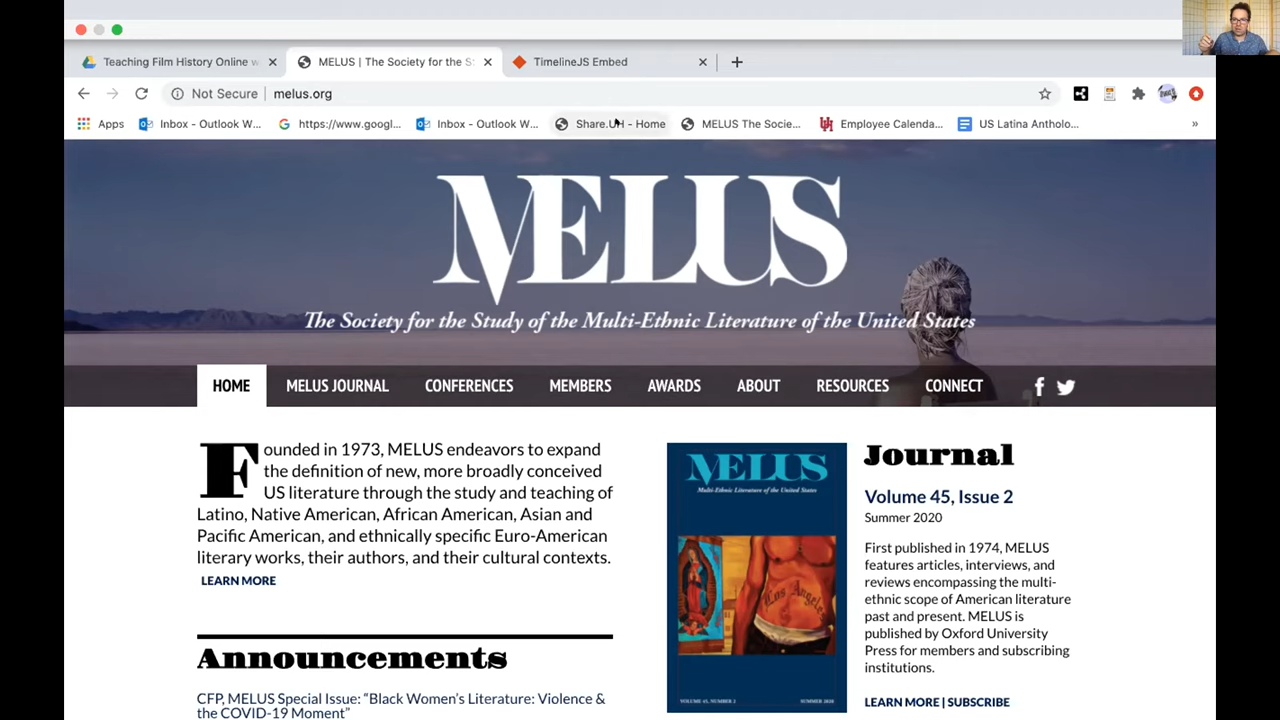 Teaching Film History Online w
MELUS | The Society for the S
TimelineJS Embed
Not Secure | melus.org
Apps
Inbox - Outlook W...
https://www.googl...
Inbox - Outlook W...
Share.UH - Home
MELUS The Socie...
Employee Calenda...
US Latina Antholo...
»
MELUS
The Society for the Study of the Multi-Ethnic Literature of the United States
HOME
MELUS JOURNAL
CONFERENCES
MEMBERS
AWARDS
ABOUT
RESOURCES
CONNECT
Founded in 1973, MELUS endeavors to expand
the definition of new, more broadly conceived
US literature through the study and teaching of
Latino, Native American, African American, Asian and
Pacific American, and ethnically specific Euro-American
literary works, their authors, and their cultural contexts.
LEARN MORE
Announcements
CFP, MELUS Special Issue: “Black Women’s Literature: Violence &
the COVID-19 Moment”
MELUS
Multi-Ethnic Literature of the United States
Los Angeles
VOLUME 45, NUMBER 2
SUMMER 2020
Journal
Volume 45, Issue 2
Summer 2020
First published in 1974, MELUS
features articles, interviews, and
reviews encompassing the multi-
ethnic scope of American literature
past and present. MELUS is
published by Oxford University
Press for members and subscribing
institutions.
LEARN MORE | SUBSCRIBE